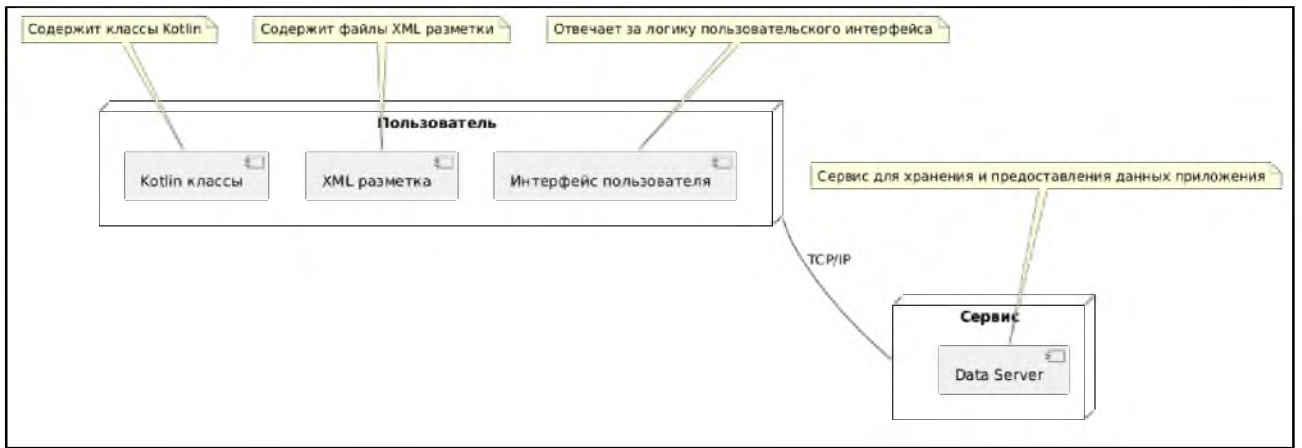 Содержит классы Kotlin
Содержит файлы XML разметки
Отвечает за логику пользовательского интерфейса
Пользователь
Kotlin классы
XML разметка
Интерфейс пользователя
Сервис для хранения и предоставления данных приложения
TCP/IP
Сервис
Data Server